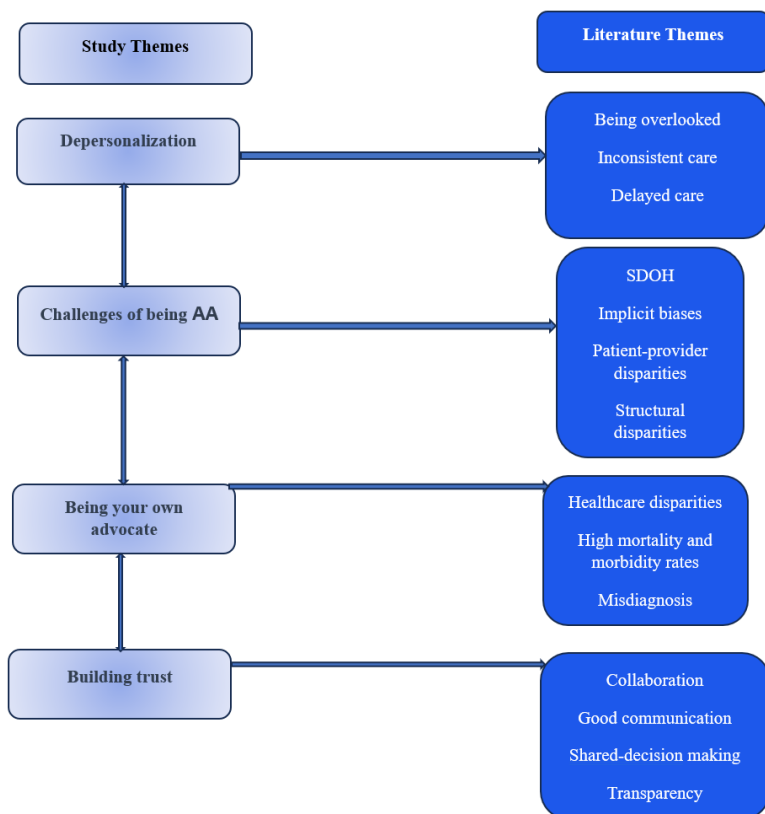 Study Themes
Literature Themes
Depersonalization
Being overlooked
Inconsistent care
Delayed care
Challenges of being AA
SDOH
Implicit biases
Patient-provider
disparities
Structural
disparities
Being your own
advocate
Healthcare disparities
High mortality and
morbidity rates
Misdiagnosis
Building trust
Collaboration
Good communication
Shared-decision making
Transparency